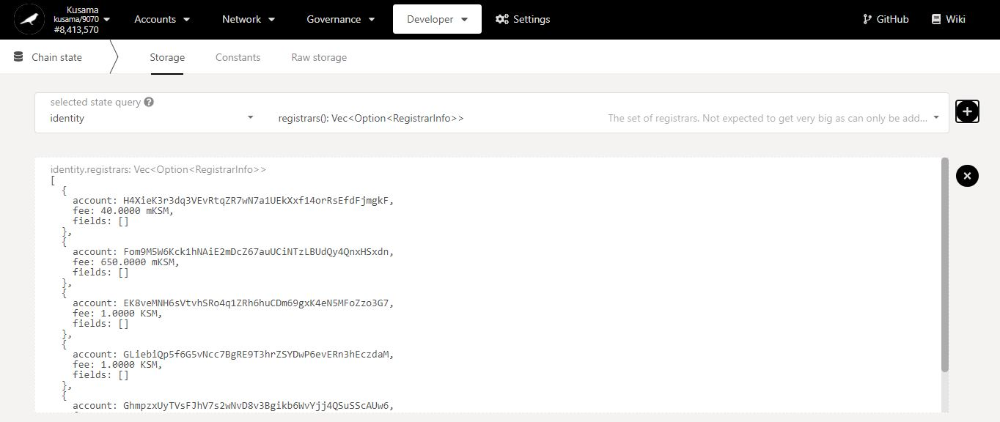 Kusama
kusama/9070
#8,413,570
Accounts
Network
Governance
Developer
Settings
GitHub
Wiki
Chain state
Storage
Constants
Raw storage
selected state query ?
identity
registrars(): Vec<Option<RegistrarInfo>>
The set of registrars. Not expected to get very big as can only be add...
identity.registrars: Vec<Option<RegistrarInfo>>
[
{
account: H4XieK3r3dq3VEvRtqZR7wN7a1UEkXxf14orRsEfdFjmgkF,
fee: 40.0000 mKSM,
fields: []
},
{
account: Fom9M5W6Kck1hNAiE2mDcZ67auUCiNTzLBUdQy4QnxHSxdn,
fee: 650.0000 mKSM,
fields: []
},
{
account: EK8veMNH6sVtvhSRo4q1ZRh6huCDm69gxK4eN5MFoZzo3G7,
fee: 1.0000 KSM,
fields: []
},
{
account: GLiebiQp5f6G5vNcc7BgRE9T3hrZSYDwP6evERn3hEczdaM,
fee: 1.0000 KSM,
fields: []
},
{
account: GhmpzxUyTVsFJhV7s2wNvD8v3Bgikb6WvYjj4QSuSScAUw6,